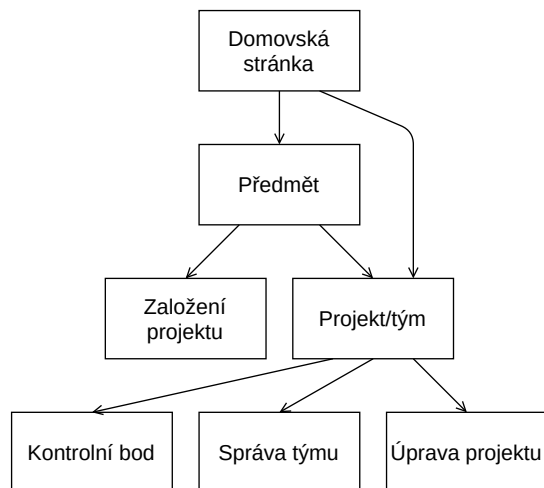 Domovská
stránka
Předmět
Založení
projektu
Projekt/tým
Kontrolní bod
Správa týmu
Úprava projektu